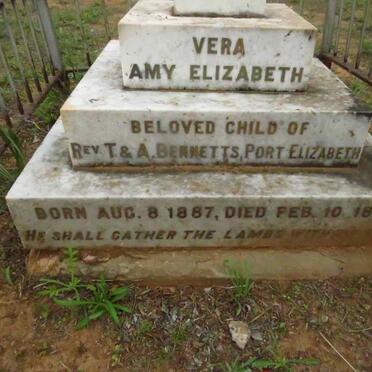 VERA
AMY ELIZABETH
BELOVED CHILD OF
REV. T & A. BENNETTS, PORT ELIZABETH
BORN AUG. 8 1887, DIED FEB. 10. 18
HE SHALL GATHER THE LAMBS